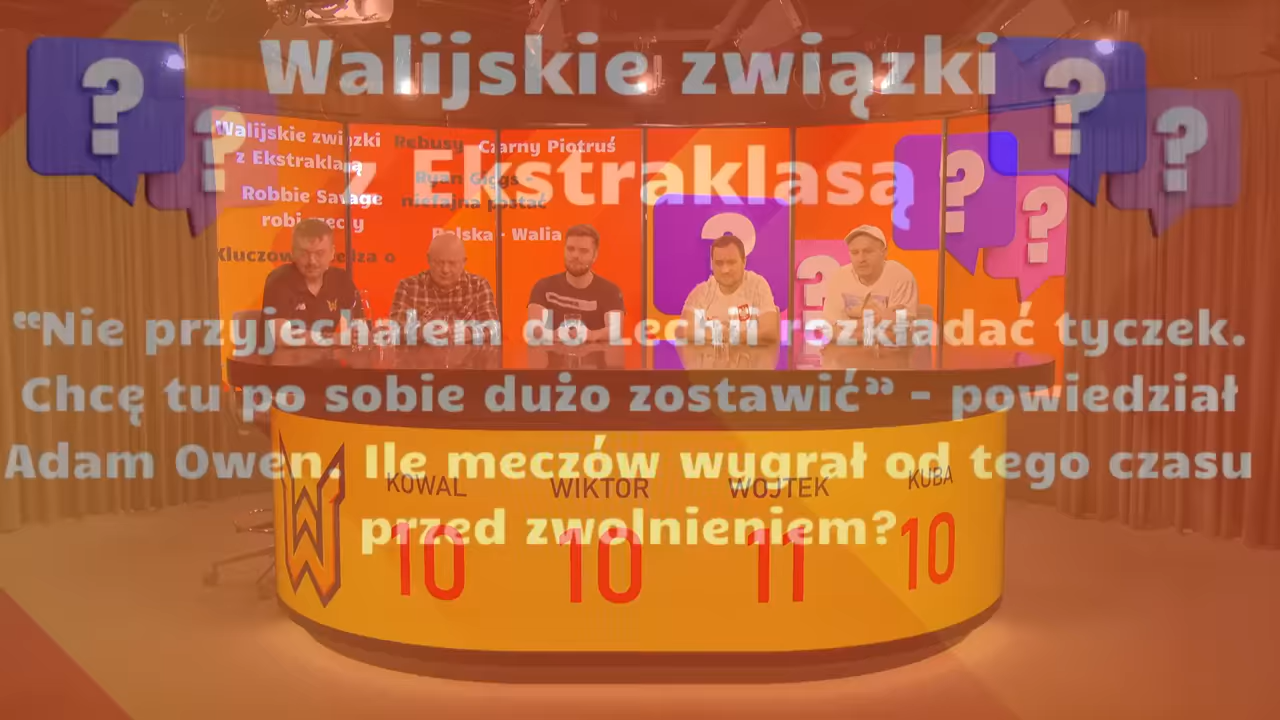 Walijskie związki
z Ekstraklasą
"Nie przyjechałem do Lechii rozkładać tyczek.
Chcę tu po sobie dużo zostawić" - powiedział
Adam Owen. Ile meczów wygrał od tego czasu
przed zwolnieniem?
Walijskie związki
z Ekstraklasą
Rebusy
Czarny Piotruś
Robbie Savage
robi rzeczy
Ryan Giggs -
niefajna postać
Polska - Walia
o
KOWAL
WIKTOR
WOJTEK
KUBA
10
10
11
10